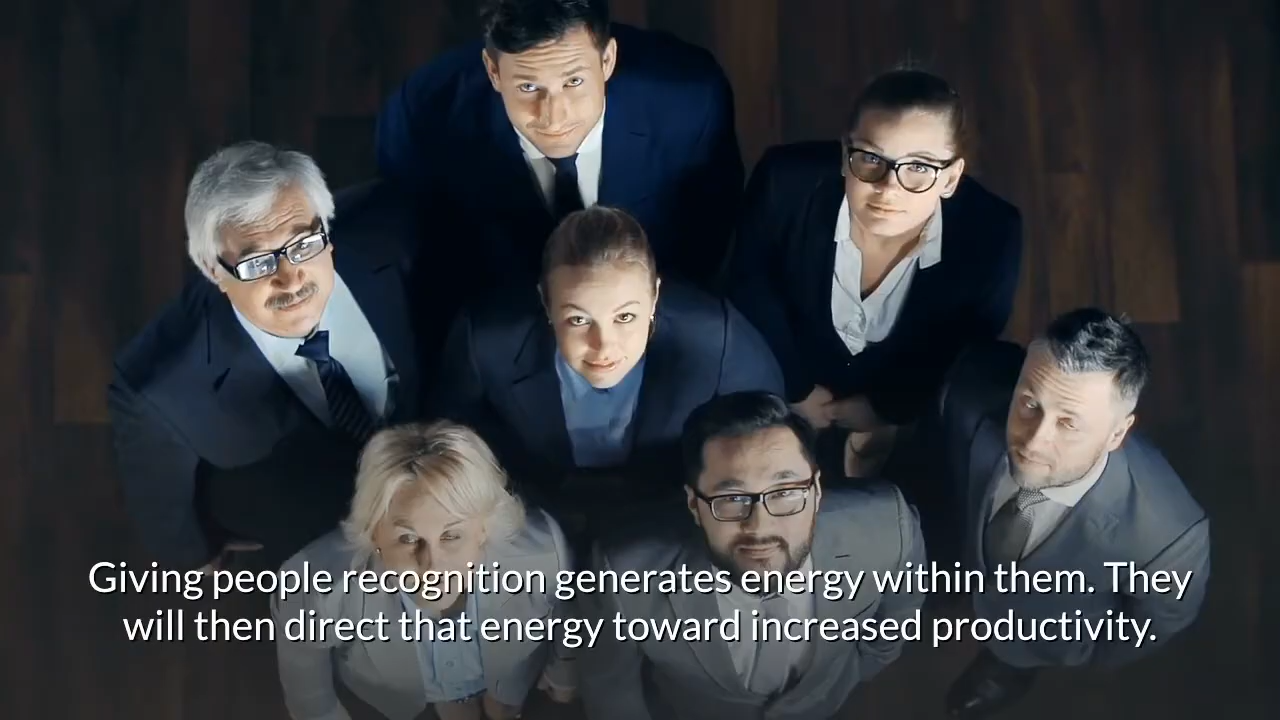 Giving people recognition generates energy within them. They
will then direct that energy toward increased productivity.